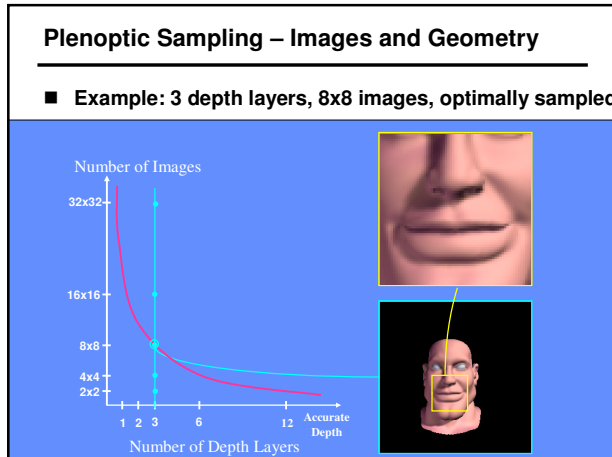 Plenoptic Sampling – Images and Geometry
■ Example: 3 depth layers, 8x8 images, optimally sampled
Number of Images
32x32
16x16
8x8
4x4
2x2
1 2 3 6 12 Accurate Depth
Number of Depth Layers